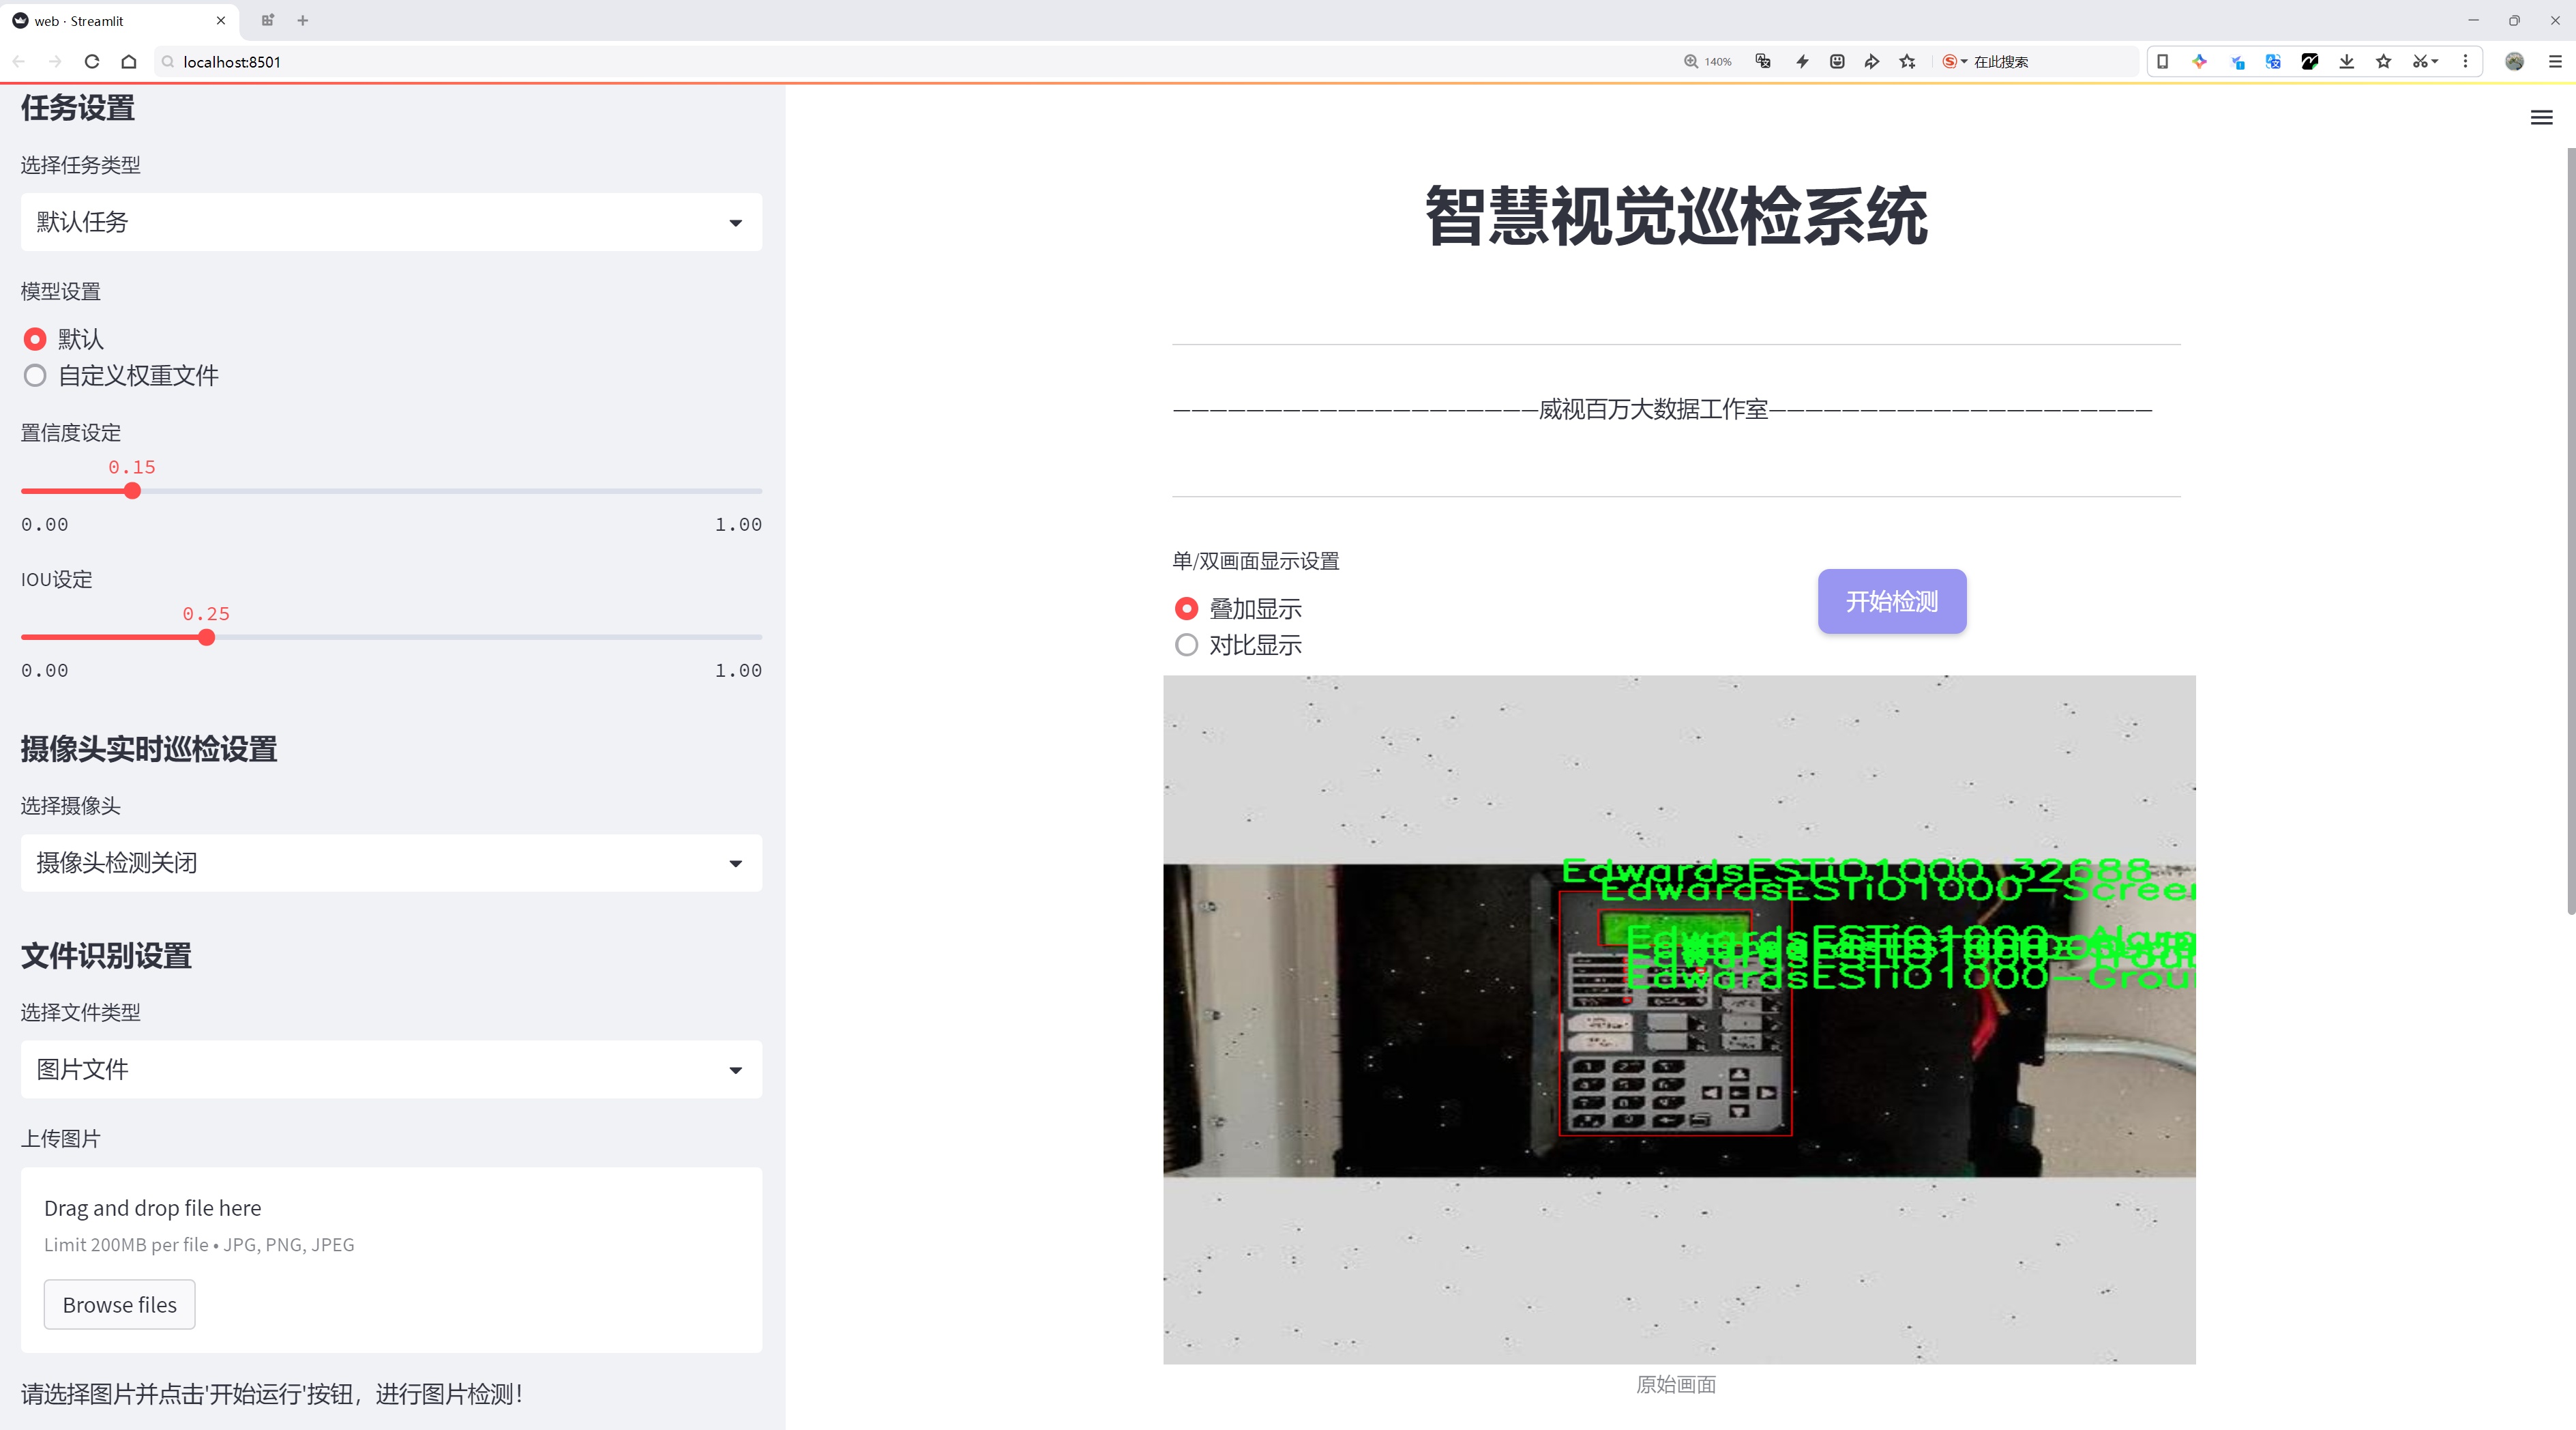 web · Streamlit
localhost:8501
140%
在此搜索
任务设置
选择任务类型
默认任务
模型设置
默认
自定义权重文件
置信度设定
0.15
0.00 1.00
IOU设定
0.25
0.00 1.00
摄像头实时巡检设置
选择摄像头
摄像头检测关闭
文件识别设置
选择文件类型
图片文件
上传图片
Drag and drop file here
Limit 200MB per file • JPG, PNG, JPEG
Browse files
请选择图片并点击'开始运行'按钮，进行图片检测！
智慧视觉巡检系统
————————————————————威视百万大数据工作室—————————————————————
单/双画面显示设置
叠加显示
对比显示
开始检测
EdwardsESTiO1000 32688
EdwardsESTiO1000-Screen
EdwardsESTiO1000-Alarm
EdwardsESTiO1000-Grou
原始画面